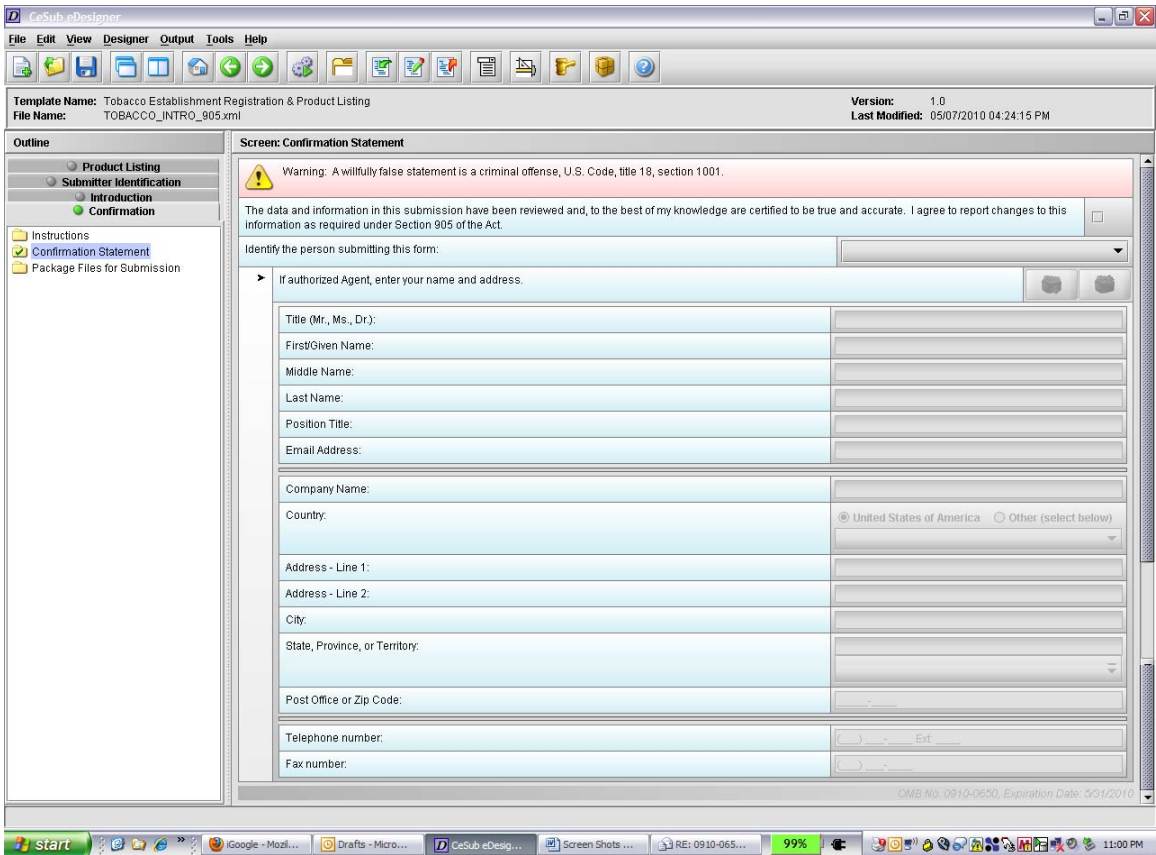 CeSub eDesigner
File Edit View Designer Output Tools Help
Template Name: Tobacco Establishment Registration & Product Listing
Version: 1.0
File Name: TOBACCO_INTRO_905.xml
Last Modified: 05/07/2010 04:24:15 PM
Outline
Product Listing
Submitter Identification
Introduction
Confirmation
Instructions
Confirmation Statement
Package Files for Submission
Screen: Confirmation Statement
Warning: A willfully false statement is a criminal offense, U.S. Code, title 18, section 1001.
The data and information in this submission have been reviewed and, to the best of my knowledge are certified to be true and accurate. I agree to report changes to this
information as required under Section 905 of the Act.
Identify the person submitting this form:
If authorized Agent, enter your name and address.
Title (Mr., Ms., Dr.):
First/Given Name:
Middle Name:
Last Name:
Position Title:
Email Address:
Company Name:
Country:
United States of America Other (select below)
Address - Line 1:
Address - Line 2:
City:
State, Province, or Territory:
Post Office or Zip Code:
_____-____
Telephone number:
(___) ___-____ Ext: ____
Fax number:
(___) ___-____
OMB No. 0910-0650, Expiration Date: 5/31/2010
start
iGoogle - Mozil...
Drafts - Micro...
CeSub eDesig...
Screen Shots ...
RE: 0910-065...
99%
11:00 PM